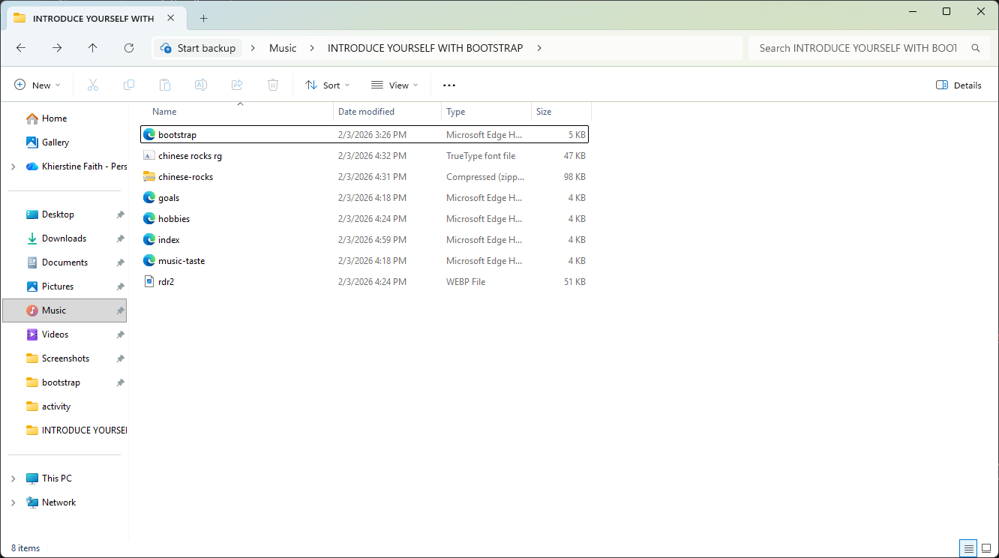 INTRODUCE YOURSELF WITH
Start backup > Music > INTRODUCE YOURSELF WITH BOOTSTRAP >
Search INTRODUCE YOURSELF WITH BOOT
New
Sort
View
Details
Name Date modified Type Size
Home
Gallery
Khierstine Faith - Pers
Desktop
Downloads
Documents
Pictures
Music
Videos
Screenshots
bootstrap
activity
INTRODUCE YOURSEL
This PC
Network
bootstrap 2/3/2026 3:26 PM Microsoft Edge H... 5 KB
chinese rocks rg 2/3/2026 4:32 PM TrueType font file 47 KB
chinese-rocks 2/3/2026 4:31 PM Compressed (zipp... 98 KB
goals 2/3/2026 4:18 PM Microsoft Edge H... 4 KB
hobbies 2/3/2026 4:24 PM Microsoft Edge H... 4 KB
index 2/3/2026 4:59 PM Microsoft Edge H... 4 KB
music-taste 2/3/2026 4:18 PM Microsoft Edge H... 4 KB
rdr2 2/3/2026 4:24 PM WEBP File 51 KB
8 items